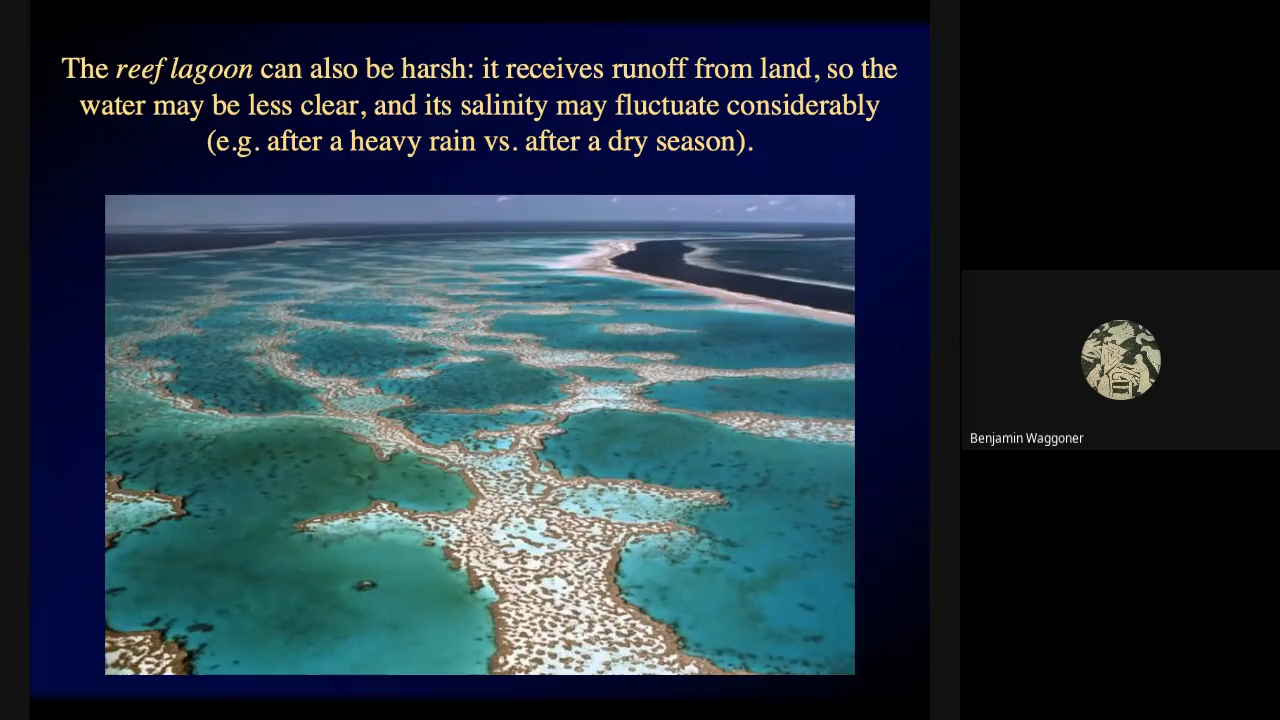 The reef lagoon can also be harsh: it receives runoff from land, so the
water may be less clear, and its salinity may fluctuate considerably
(e.g. after a heavy rain vs. after a dry season).
Benjamin Waggoner